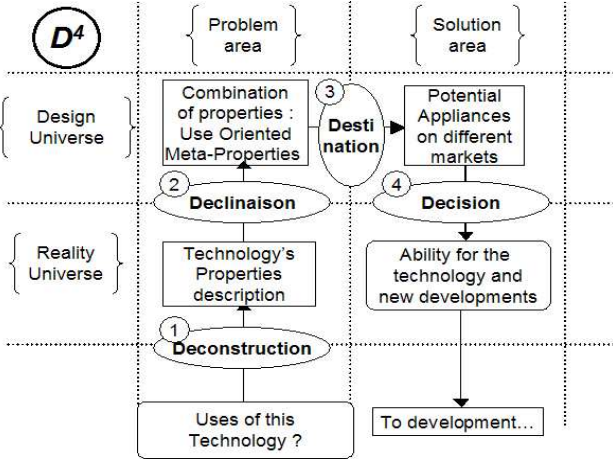 D4
Problem
area
Solution
area
Design
Universe
Combination
of properties :
Use Oriented
Meta-Properties
3
Desti
nation
Potential
Appliances
on different
markets
2
Declinaison
4
Decision
Reality
Universe
Technology's
Properties
description
Ability for the
technology and
new developments
1
Deconstruction
Uses of this
Technology ?
To development…